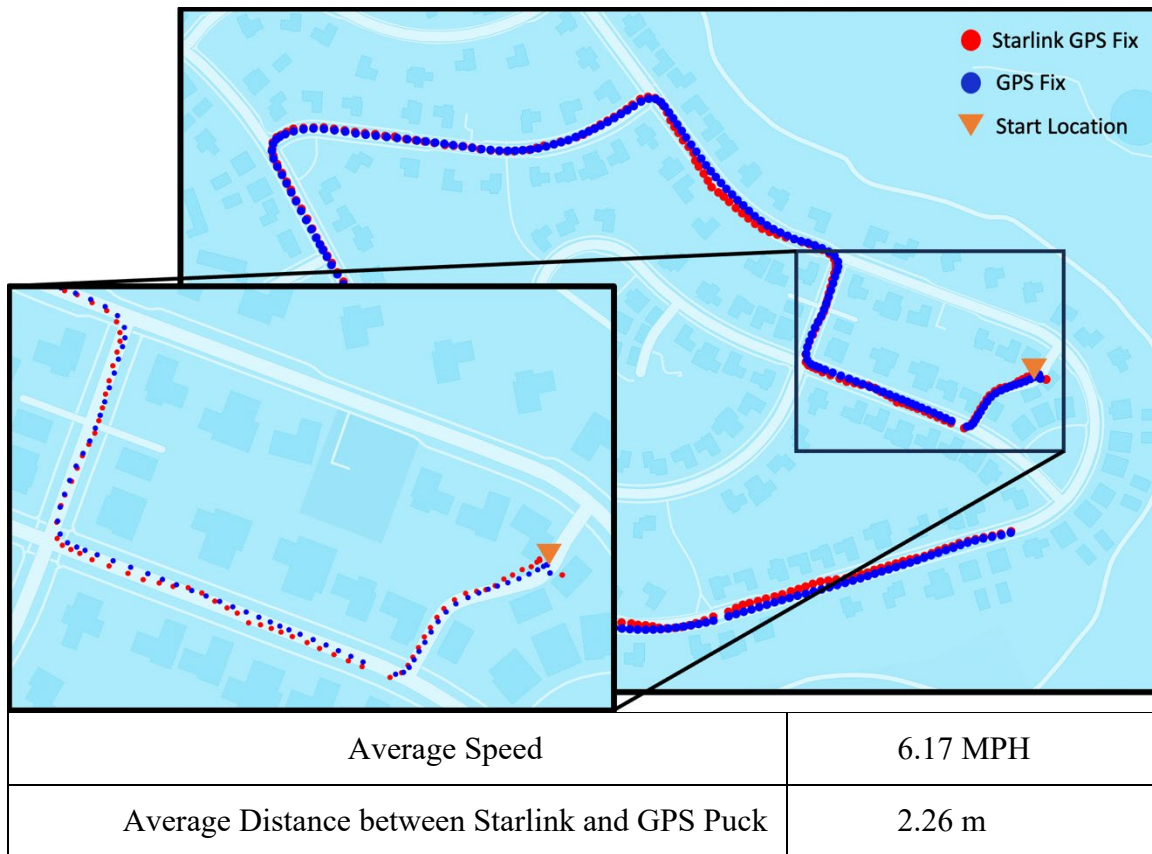 Starlink GPS Fix
GPS Fix
Start Location
Average Speed 6.17 MPH
Average Distance between Starlink and GPS Puck 2.26 m